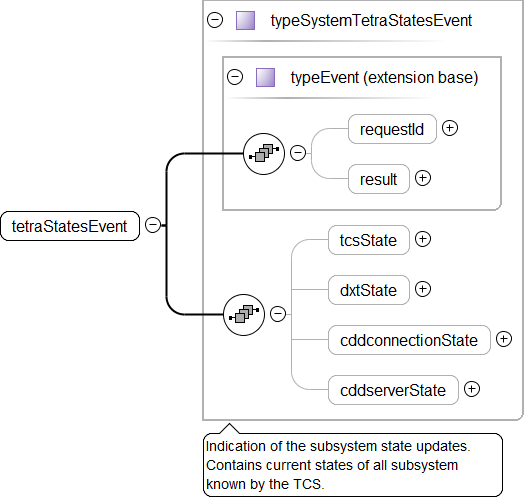 typeSystemTetraStatesEvent
typeEvent (extension base)
requestId
result
tetraStatesEvent
tcsState
dxtState
cddconnectionState
cddserverState
Indication of the subsystem state updates.
Contains current states of all subsystem
known by the TCS.